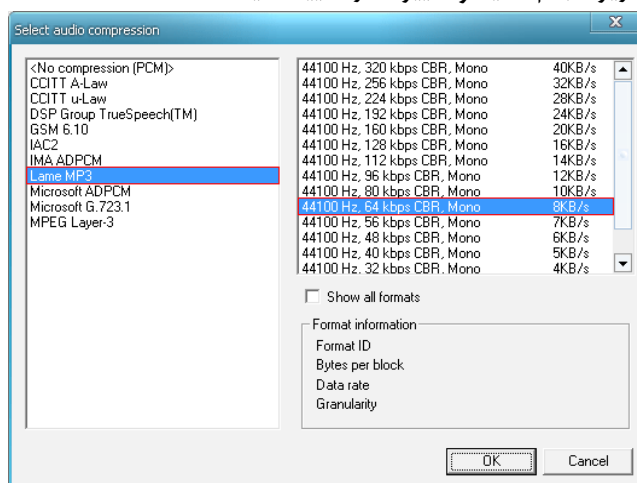 Select audio compression
<No compression (PCM)>
CCITT A-Law
CCITT u-Law
DSP Group TrueSpeech(TM)
GSM 6.10
IAC2
IMA ADPCM
Lame MP3
Microsoft ADPCM
Microsoft G.723.1
MPEG Layer-3
44100 Hz, 320 kbps CBR, Mono 40KB/s
44100 Hz, 256 kbps CBR, Mono 32KB/s
44100 Hz, 224 kbps CBR, Mono 28KB/s
44100 Hz, 192 kbps CBR, Mono 24KB/s
44100 Hz, 160 kbps CBR, Mono 20KB/s
44100 Hz, 128 kbps CBR, Mono 16KB/s
44100 Hz, 112 kbps CBR, Mono 14KB/s
44100 Hz, 96 kbps CBR, Mono 12KB/s
44100 Hz, 80 kbps CBR, Mono 10KB/s
44100 Hz, 64 kbps CBR, Mono 8KB/s
44100 Hz, 56 kbps CBR, Mono 7KB/s
44100 Hz, 48 kbps CBR, Mono 6KB/s
44100 Hz, 40 kbps CBR, Mono 5KB/s
44100 Hz, 32 kbps CBR, Mono 4KB/s
Show all formats
Format information
Format ID
Bytes per block
Data rate
Granularity
OK
Cancel